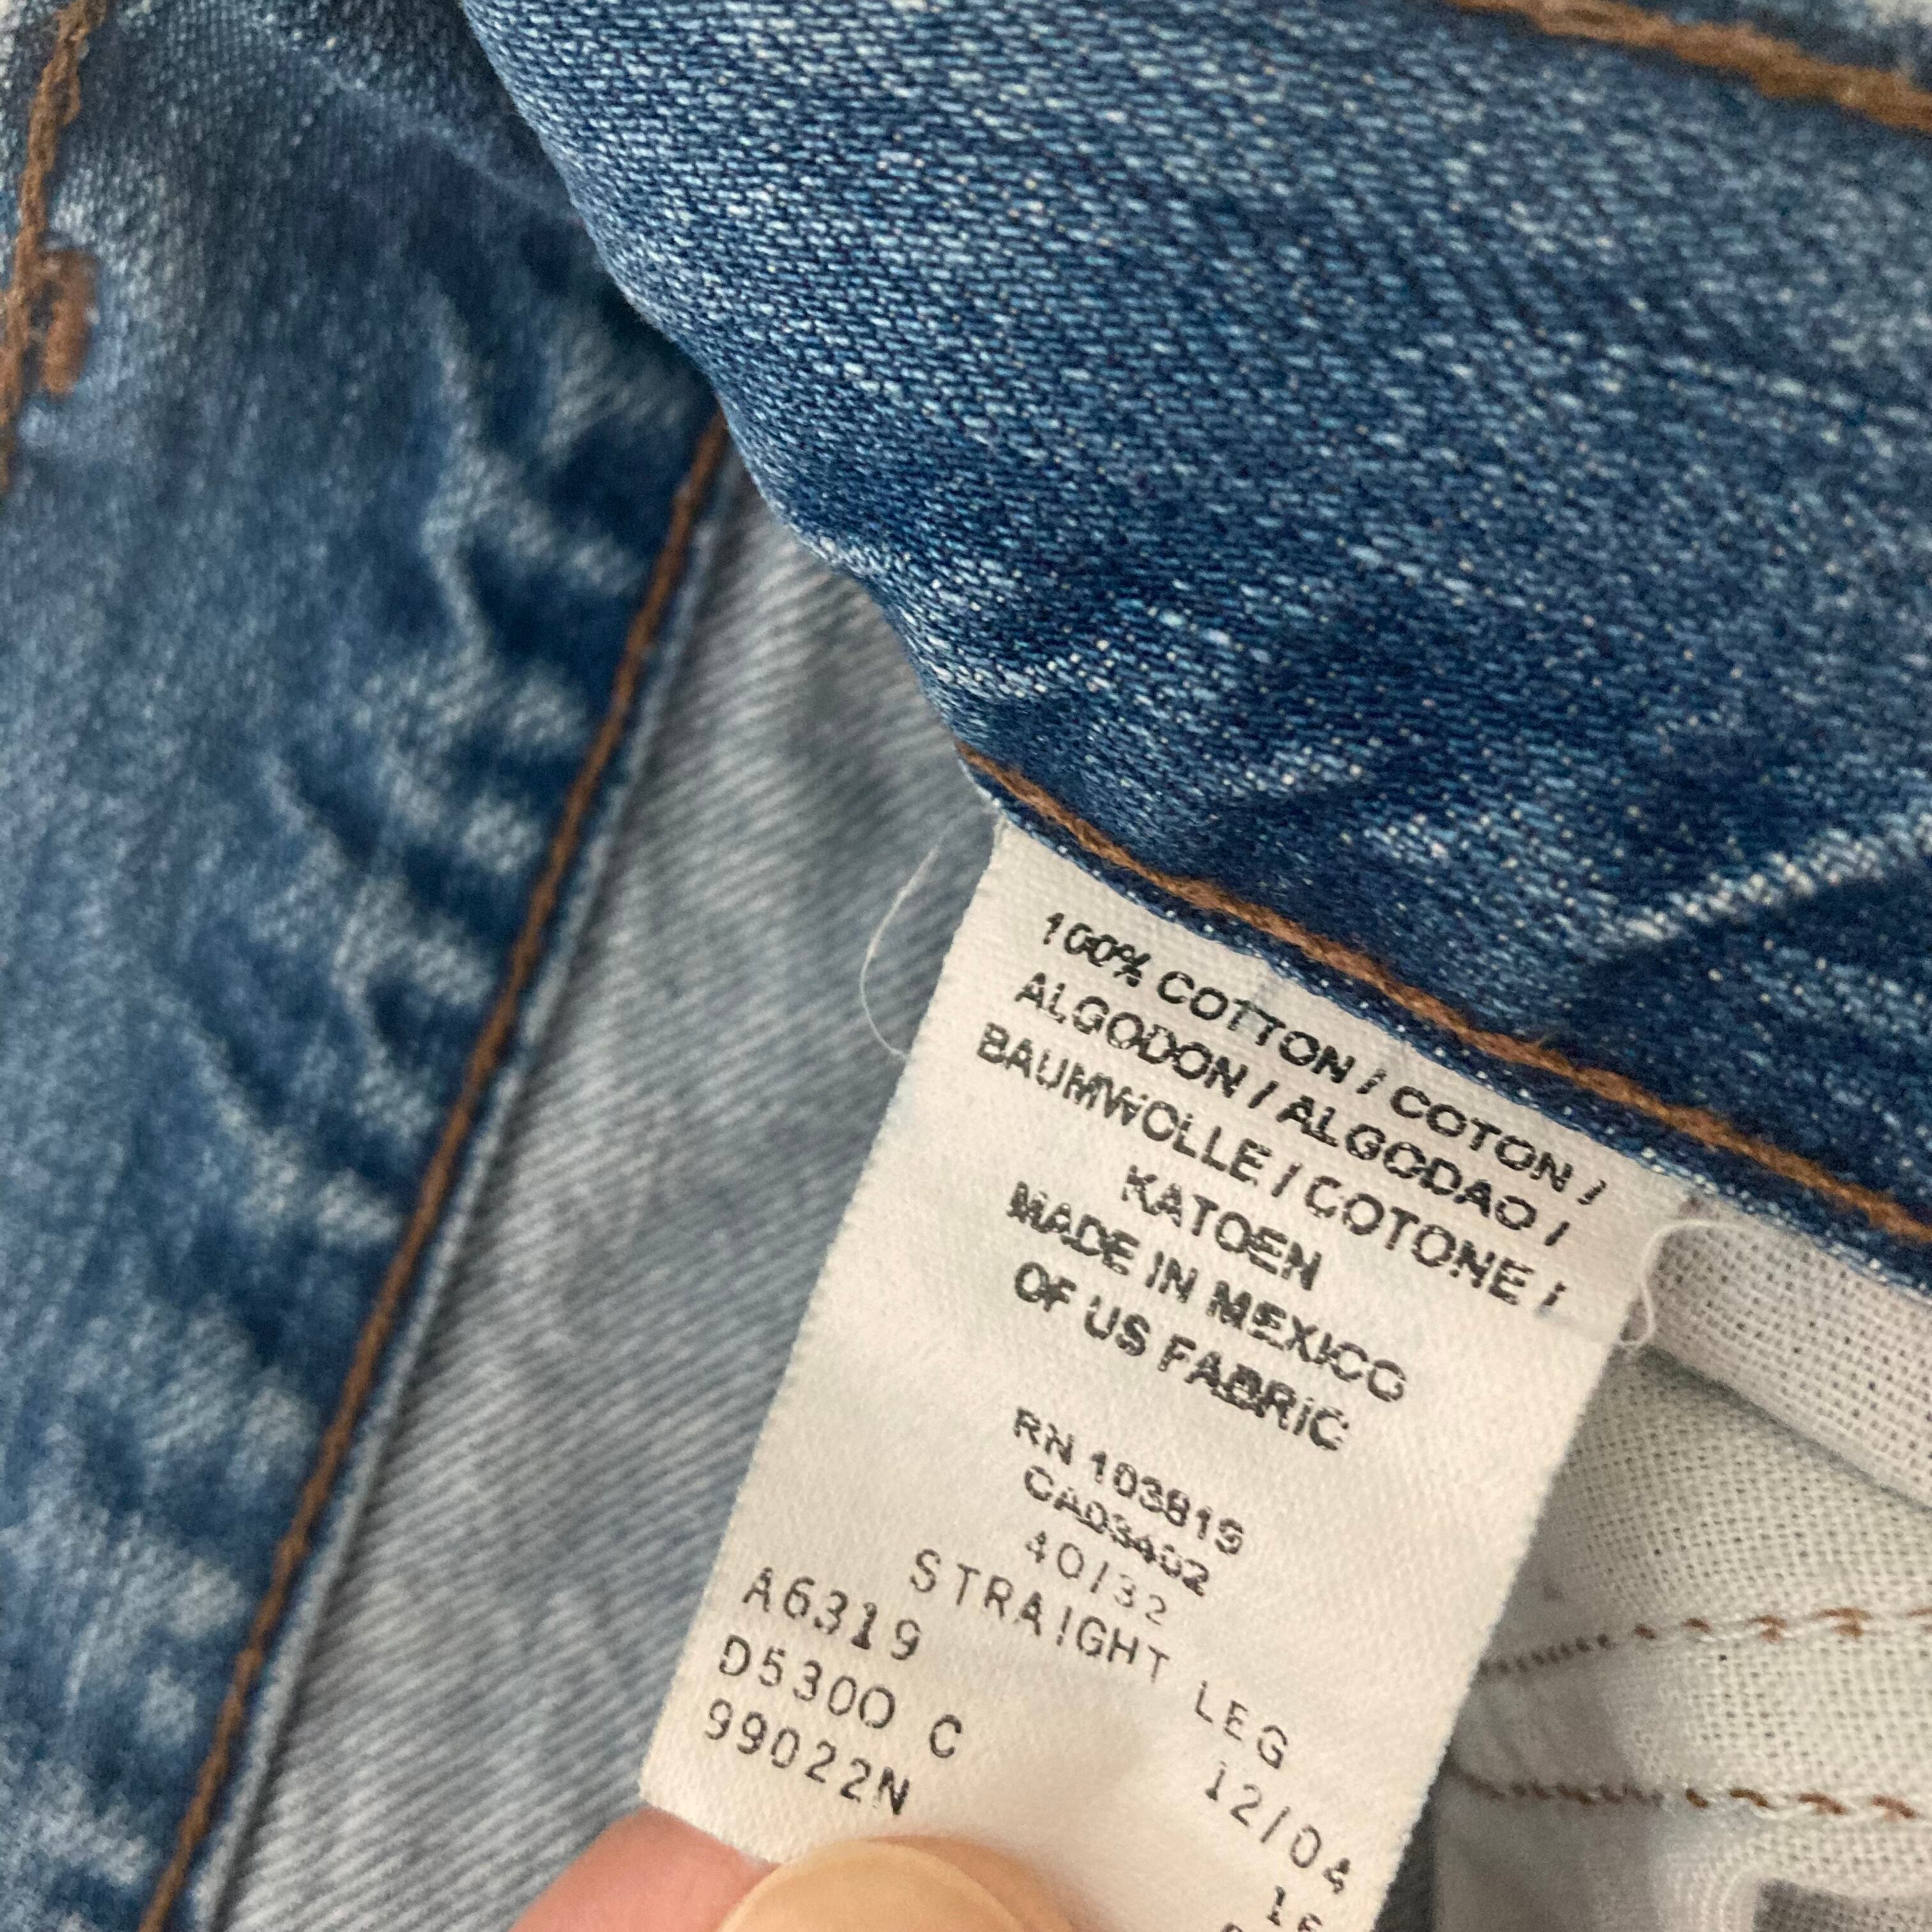 100% COTTON / COTON /
ALGODON / ALGODAO /
BAUMWOLLE / COTONE /
KATOEN
MADE IN MEXICO
OF US FABRIC
RN 103819
CA03402
40/32
STRAIGHT LEG
A6319
12/04
D5300 C
99022N